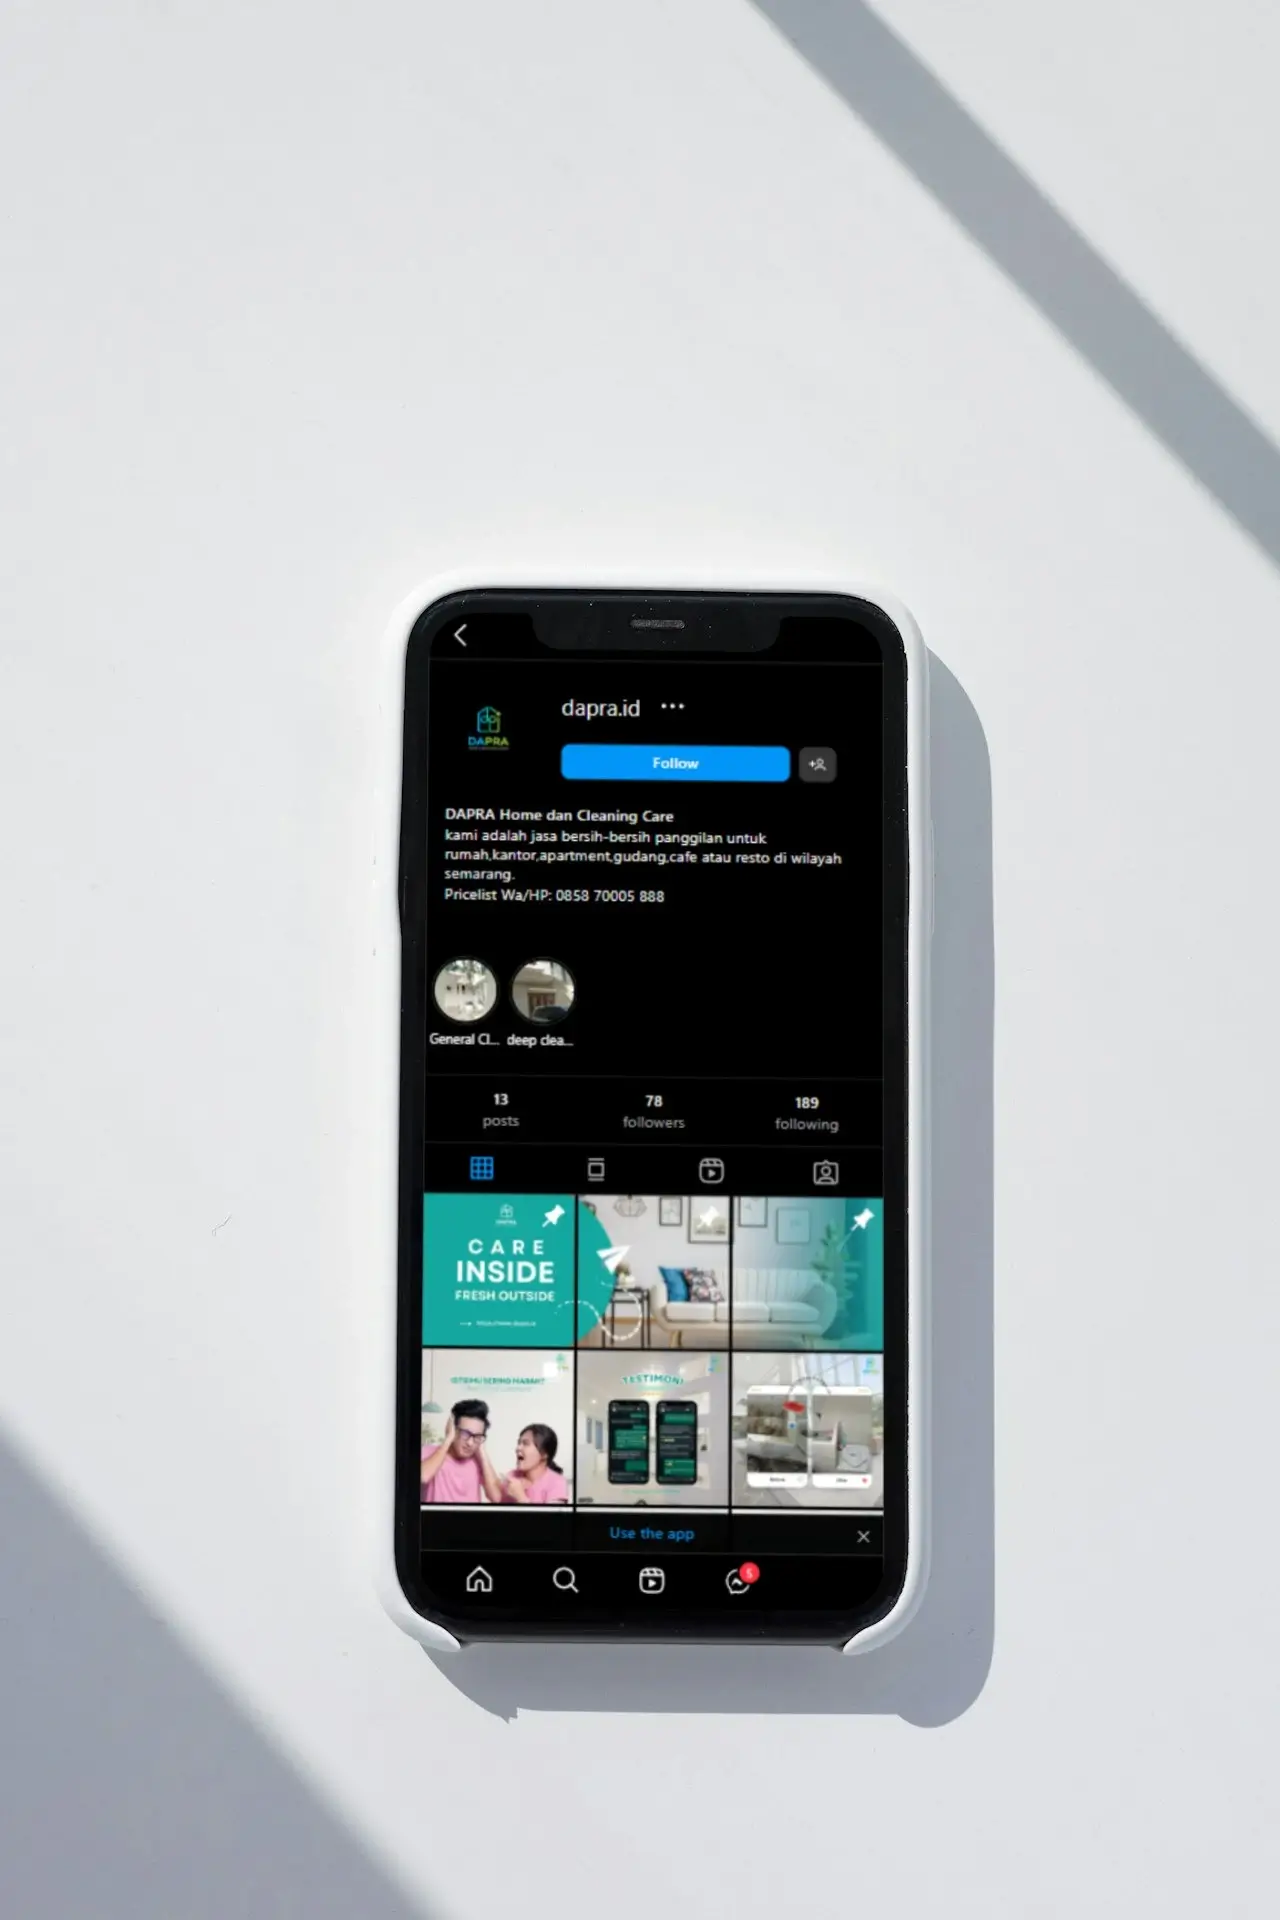 dapra.id
DAPRA
Follow
DAPRA Home dan Cleaning Care
kami adalah jasa bersih-bersih panggilan untuk
rumah,kantor,apartment,gudang,cafe atau resto di wilayah
semarang.
Pricelist Wa/HP: 0858 70005 888
General Cl... deep clea...
13 78 189
posts followers following
CARE
INSIDE
FRESH OUTSIDE
TESTIMONI
Use the app
5